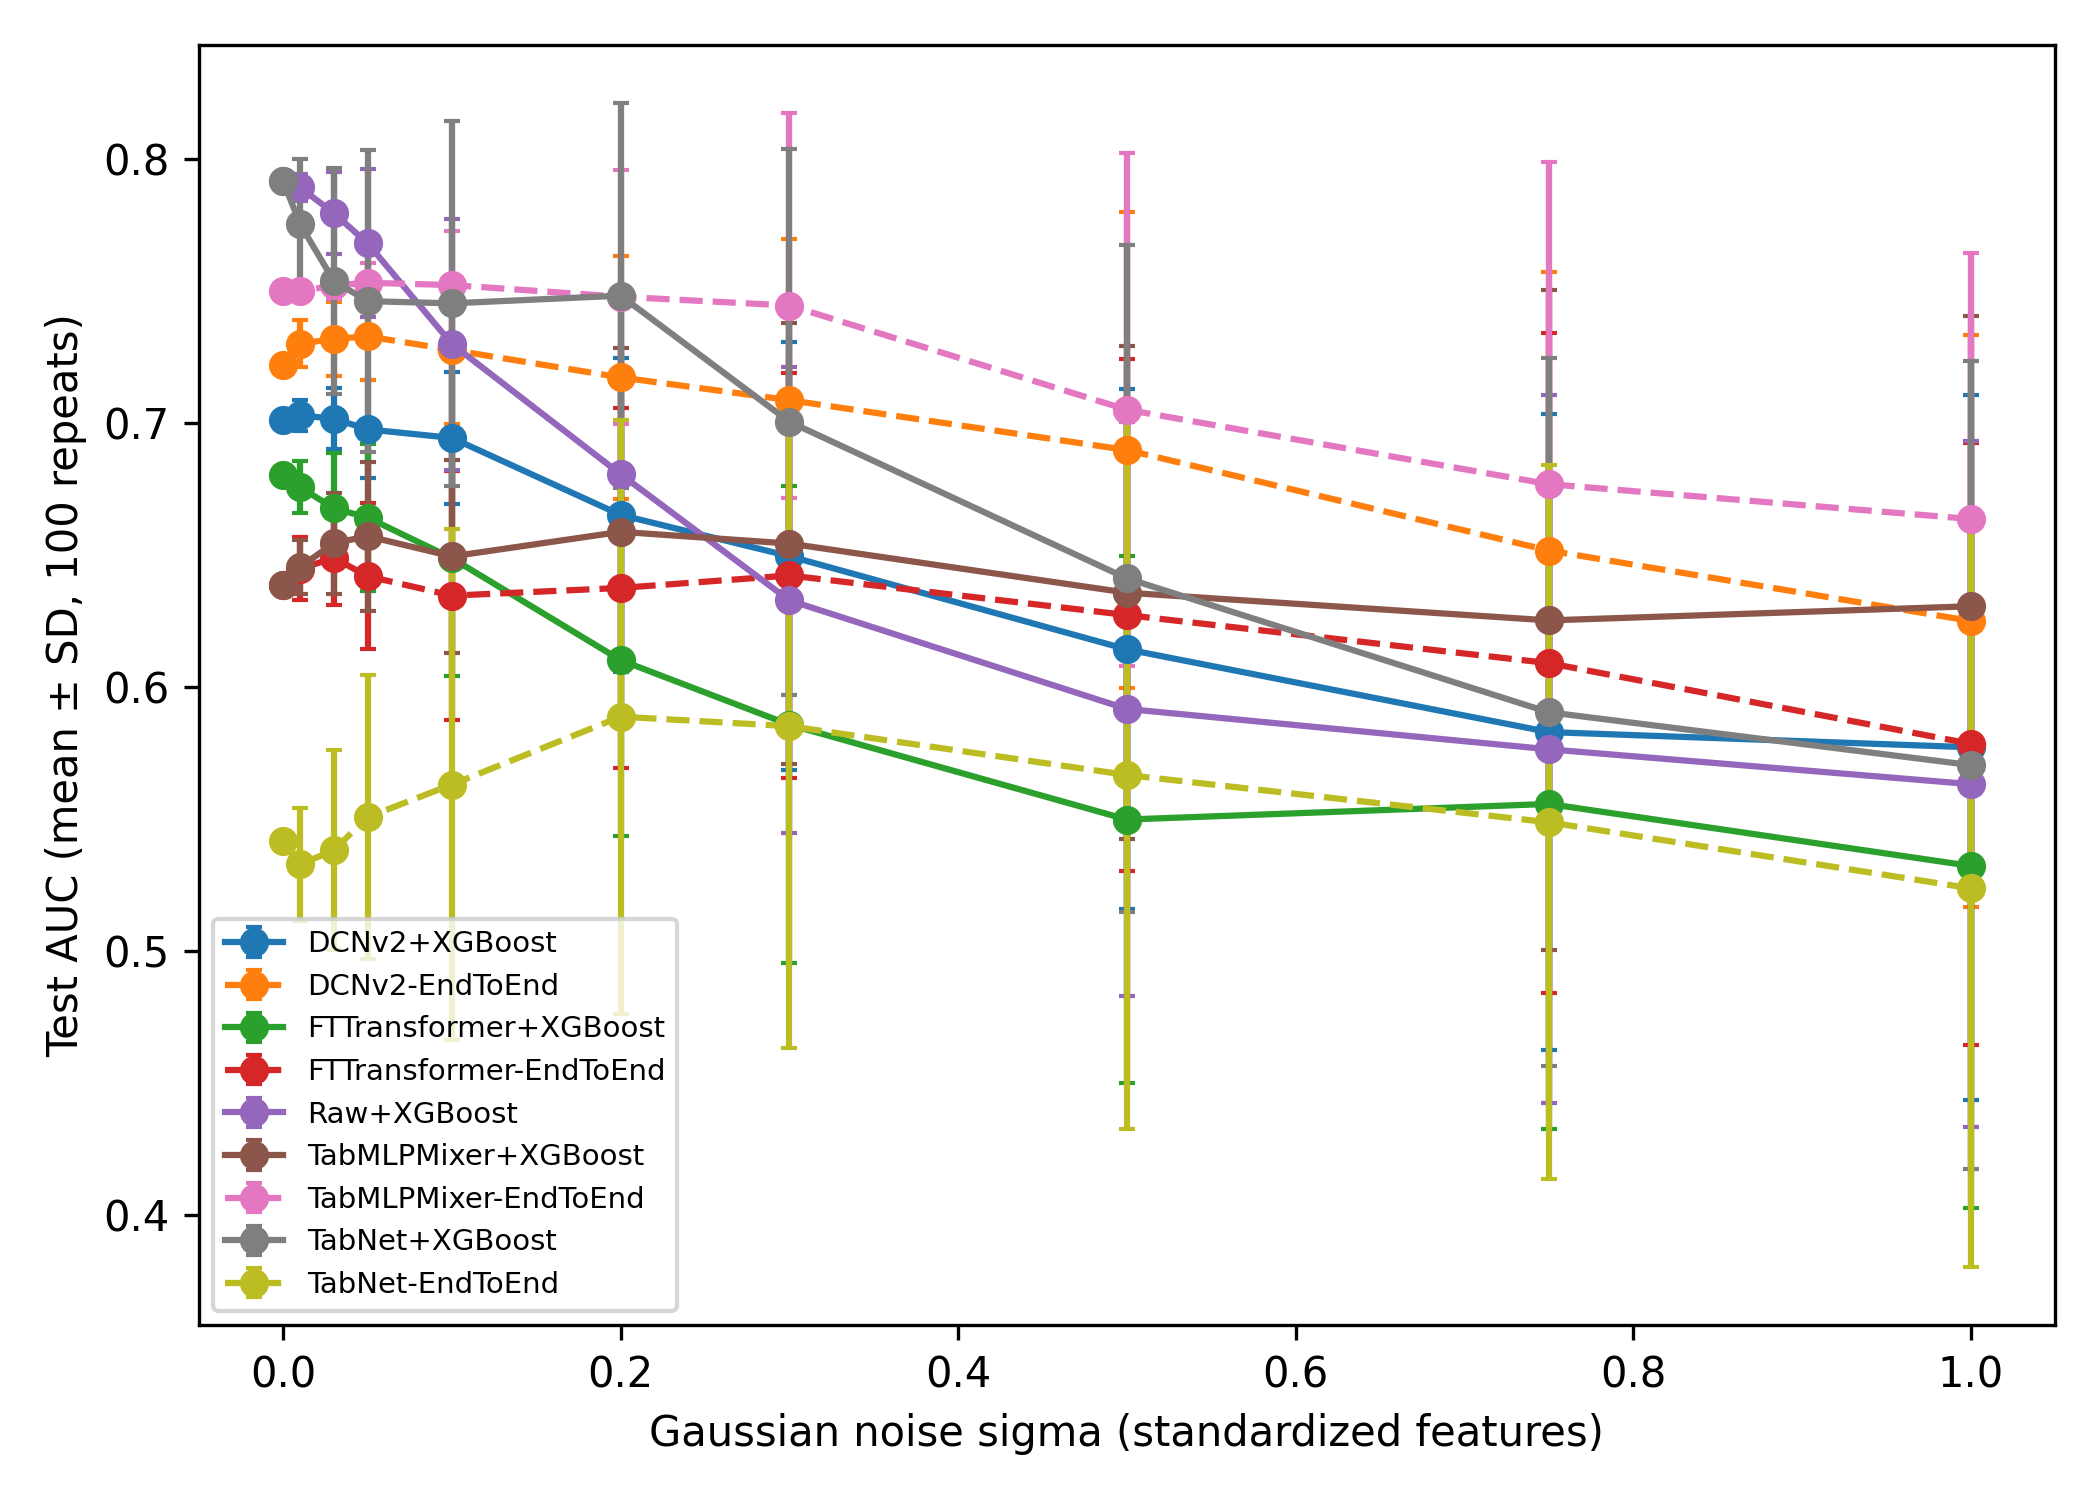 Test AUC (mean ± SD, 100 repeats)
0.8
0.7
0.6
0.5
0.4
DCNv2+XGBoost
DCNv2-EndToEnd
FTTransformer+XGBoost
FTTransformer-EndToEnd
Raw+XGBoost
TabMLPMixer+XGBoost
TabMLPMixer-EndToEnd
TabNet+XGBoost
TabNet-EndToEnd
0.0 0.2 0.4 0.6 0.8 1.0
Gaussian noise sigma (standardized features)